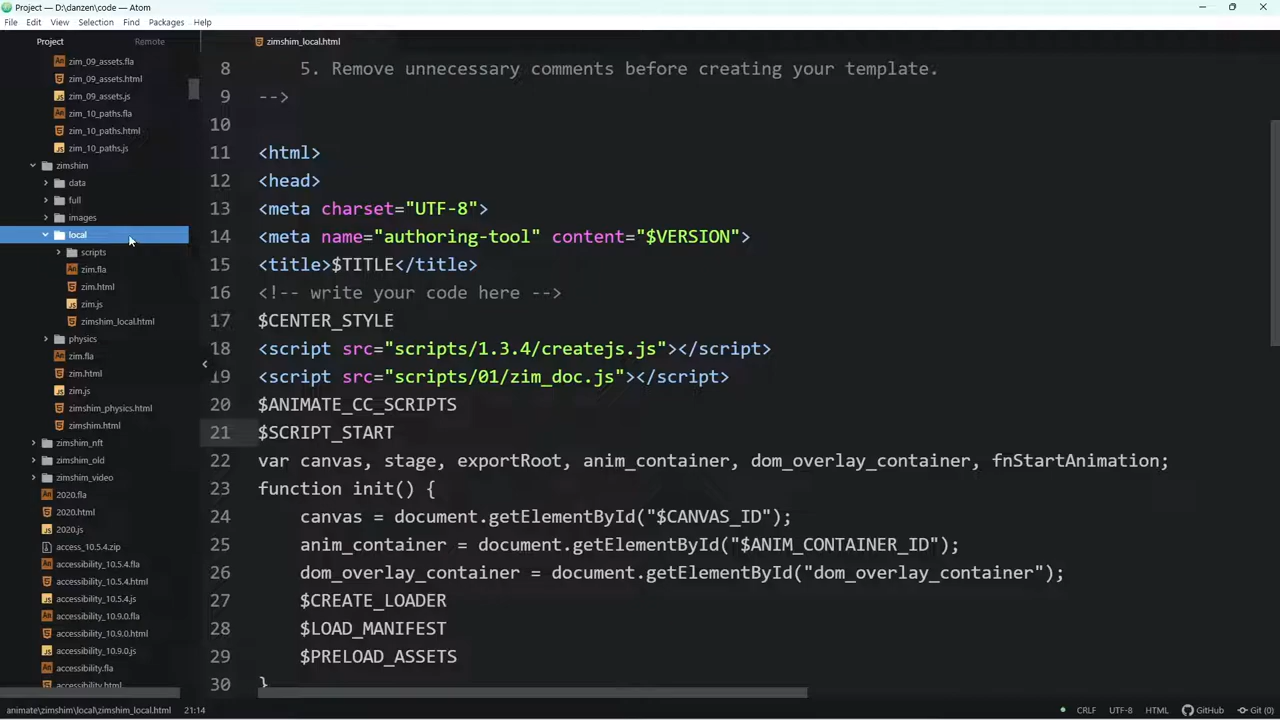 Project — D:\danzen\code — Atom
File Edit View Selection Find Packages Help
Project Remote
zim_09_assets.fla
zim_09_assets.html
zim_09_assets.js
zim_10_paths.fla
zim_10_paths.html
zim_10_paths.js
zimshim
data
full
images
local
scripts
zim.fla
zim.html
zim.js
zimshim_local.html
physics
zim.fla
zim.html
zim.js
zimshim_physics.html
zimshim.html
zimshim_nft
zimshim_old
zimshim_video
2020.fla
2020.html
2020.js
access_10.5.4.zip
accessibility_10.5.4.fla
accessibility_10.5.4.html
accessibility_10.5.4.js
accessibility_10.9.0.fla
accessibility_10.9.0.html
accessibility_10.9.0.js
accessibility.fla
accessibility.html
zimshim_local.html
8 5. Remove unnecessary comments before creating your template.
9 -->
10
11 <html>
12 <head>
13 <meta charset="UTF-8">
14 <meta name="authoring-tool" content="$VERSION">
15 <title>$TITLE</title>
16 <!-- write your code here -->
17 $CENTER_STYLE
18 <script src="scripts/1.3.4/createjs.js"></script>
19 <script src="scripts/01/zim_doc.js"></script>
20 $ANIMATE_CC_SCRIPTS
21 $SCRIPT_START
22 var canvas, stage, exportRoot, anim_container, dom_overlay_container, fnStartAnimation;
23 function init() {
24 canvas = document.getElementById("$CANVAS_ID");
25 anim_container = document.getElementById("$ANIM_CONTAINER_ID");
26 dom_overlay_container = document.getElementById("dom_overlay_container");
27 $CREATE_LOADER
28 $LOAD_MANIFEST
29 $PRELOAD_ASSETS
30 }
animate\zimshim\local\zimshim_local.html 21:14 CRLF UTF-8 HTML GitHub Git (0)